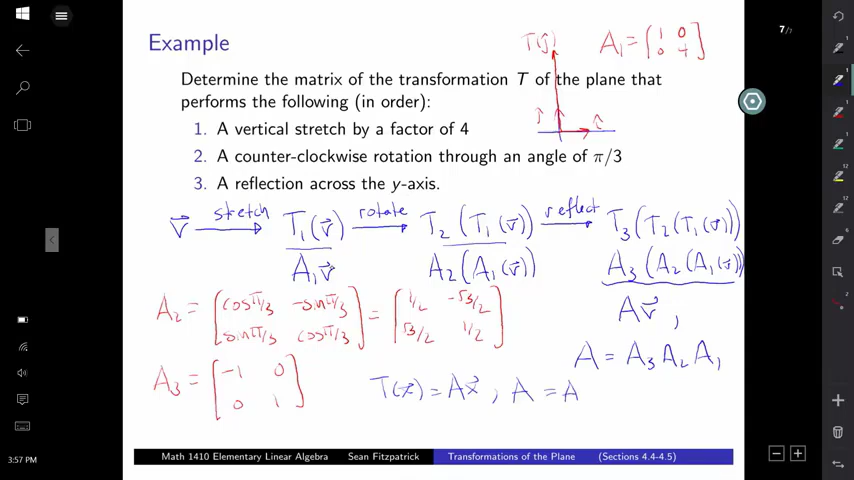 7/7
Example
T(ĵ)
A₁ = [1 0
0 4]
Determine the matrix of the transformation T of the plane that
performs the following (in order):
ĵ
î
1. A vertical stretch by a factor of 4
2. A counter-clockwise rotation through an angle of π/3
3. A reflection across the y-axis.
v⃗ stretch T₁(v⃗) rotate T₂(T₁(v⃗)) reflect T₃(T₂(T₁(v⃗)))
A₁v⃗ A₂(A₁(v⃗)) A₃(A₂(A₁(v⃗)))
A₂ = [cos π/3 -sin π/3 = [1/2 -√3/2
sin π/3 cos π/3] √3/2 1/2]
Av⃗,
A = A₃A₂A₁
A₃ = [-1 0
0 1]
T(x⃗) = Ax⃗, A = A
Math 1410 Elementary Linear Algebra Sean Fitzpatrick Transformations of the Plane (Sections 4.4-4.5)
3:57 PM